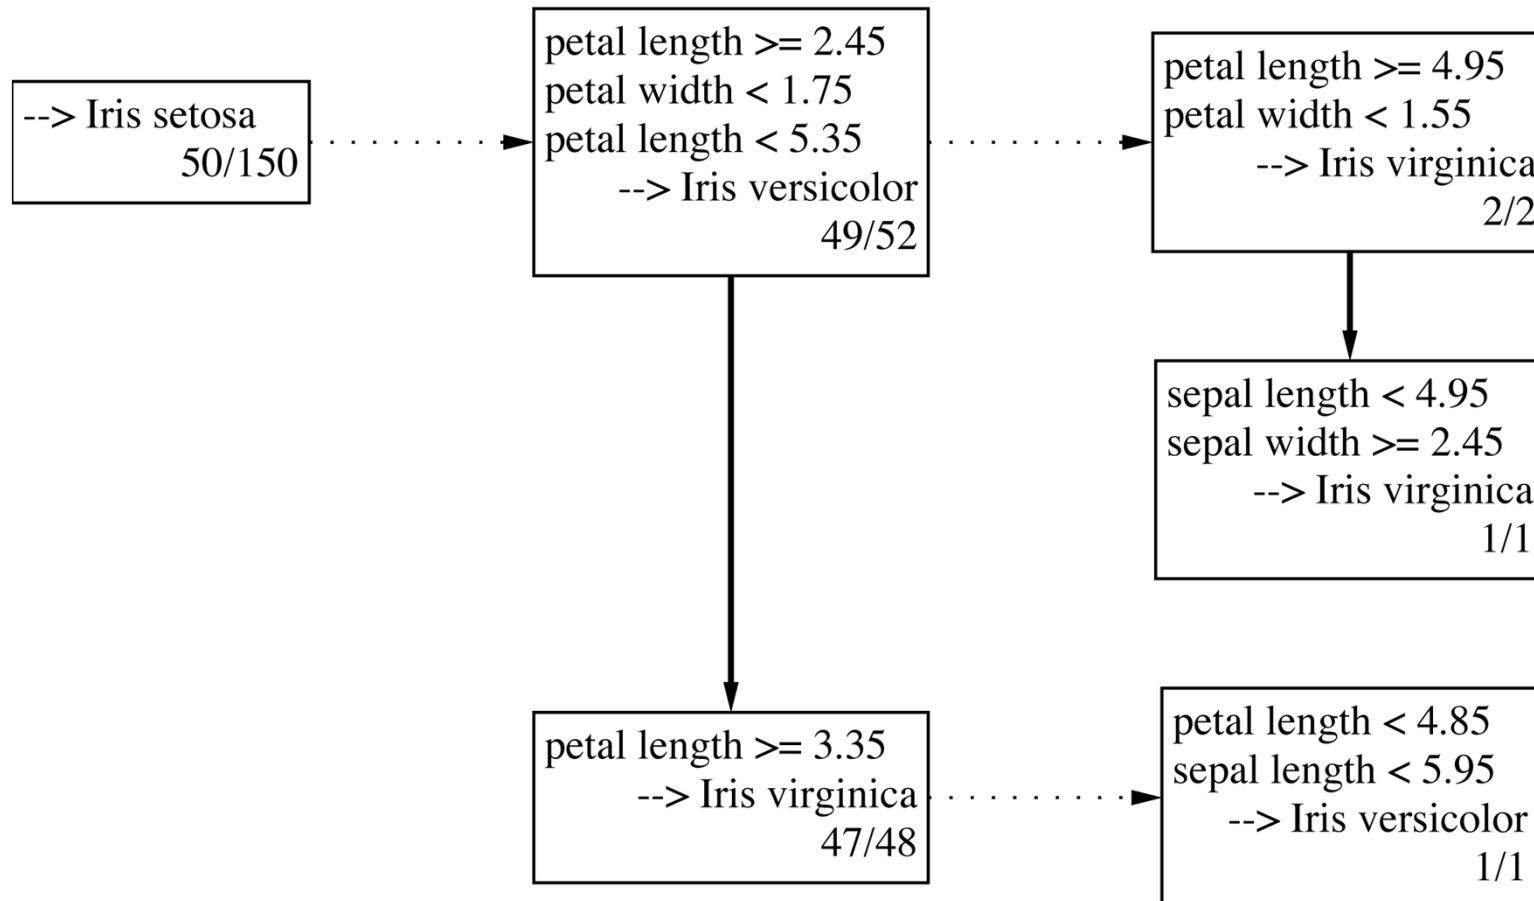 --> Iris setosa
50/150
petal length >= 2.45
petal width < 1.75
petal length < 5.35
--> Iris versicolor
49/52
petal length >= 4.95
petal width < 1.55
--> Iris virginica
2/2
sepal length < 4.95
sepal width >= 2.45
--> Iris virginica
1/1
petal length >= 3.35
--> Iris virginica
47/48
petal length < 4.85
sepal length < 5.95
--> Iris versicolor
1/1